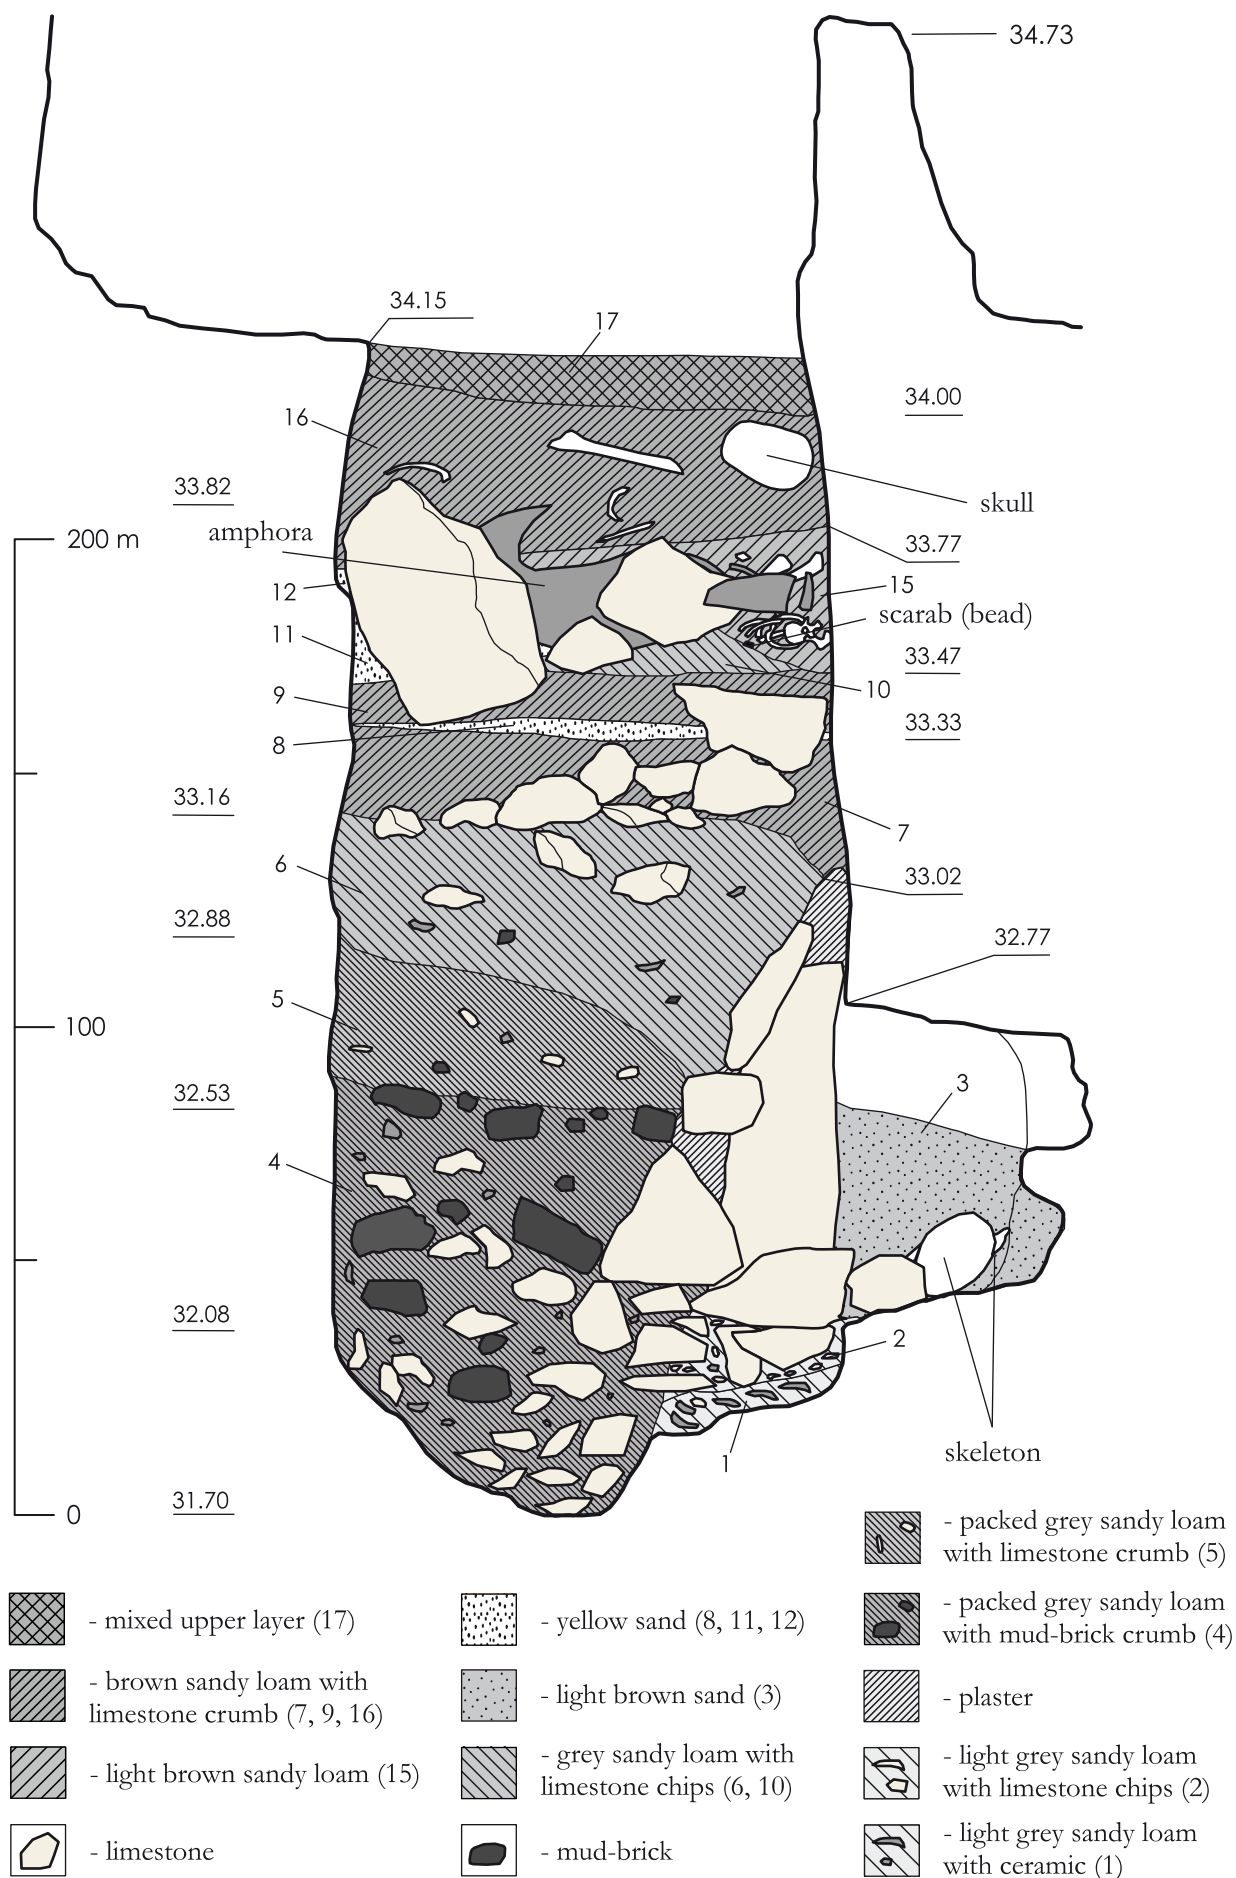 34.73
34.15
17
34.00
16
33.82
skull
200 m
amphora
33.77
15
12
scarab (bead)
11
33.47
10
9
33.33
8
33.16
7
6
33.02
32.88
32.77
5
100
3
32.53
4
32.08
2
skeleton
1
31.70
0
- packed grey sandy loam
with limestone crumb (5)
- mixed upper layer (17)
- yellow sand (8, 11, 12)
- packed grey sandy loam
with mud-brick crumb (4)
- brown sandy loam with
limestone crumb (7, 9, 16)
- light brown sand (3)
- plaster
- light brown sandy loam (15)
- grey sandy loam with
limestone chips (6, 10)
- light grey sandy loam
with limestone chips (2)
- limestone
- mud-brick
- light grey sandy loam
with ceramic (1)